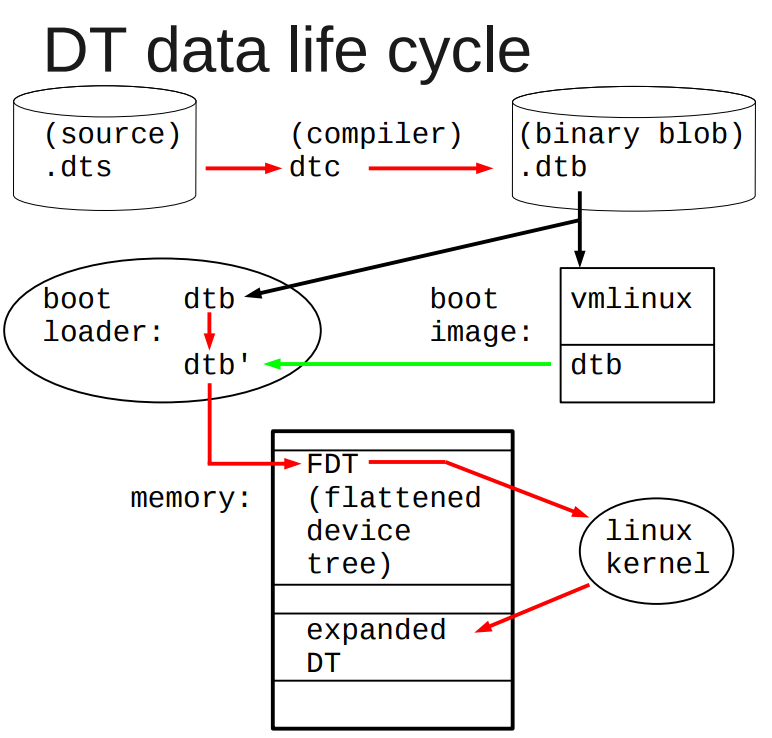 DT data life cycle
(source)
.dts
(compiler)
dtc
(binary blob)
.dtb
boot
loader:
dtb
dtb'
boot
image:
vmlinux
dtb
memory:
FDT
(flattened
device
tree)
linux
kernel
expanded
DT